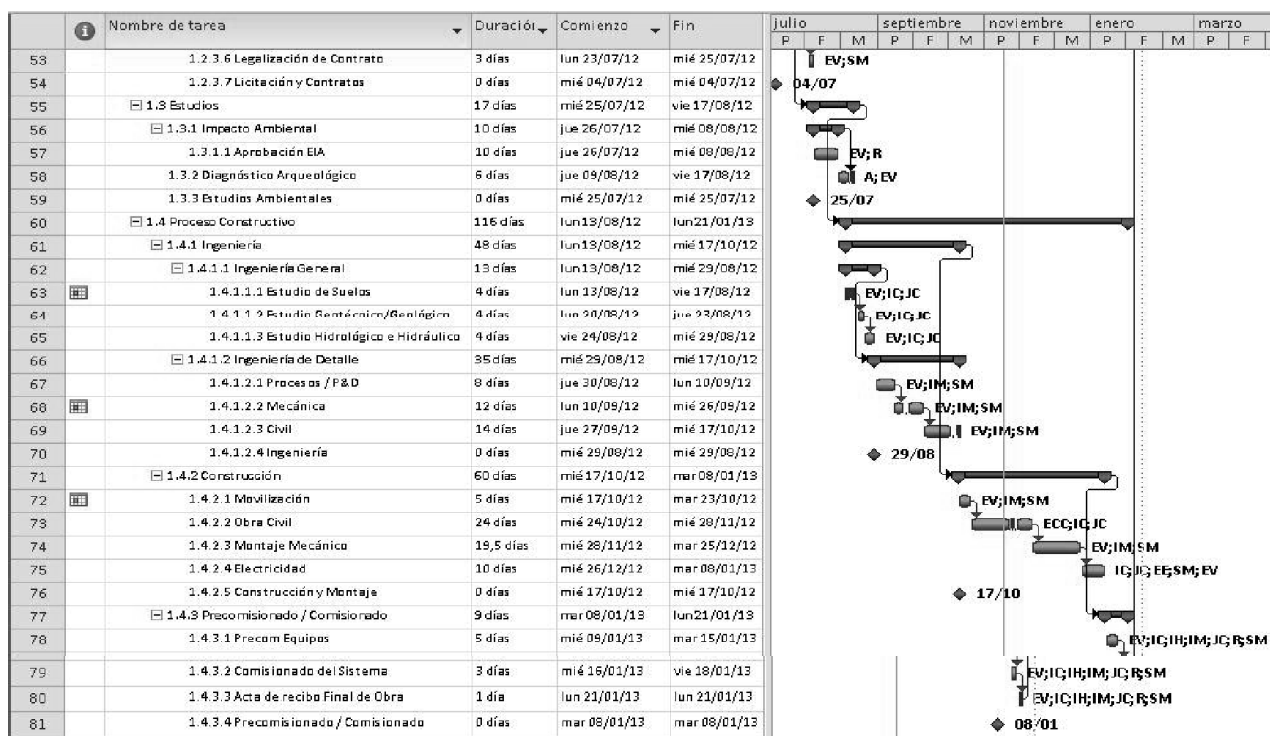 Nombre de tarea Duración Comienzo Fin julio septiembre noviembre enero marzo
P F M P F M P F M P F M P F
53 1.2.3.6 Legalización de Contrato 3 días lun 23/07/12 mié 25/07/12 EV;SM
54 1.2.3.7 Licitación y Contratos 0 días mié 04/07/12 mié 04/07/12 04/07
55 1.3 Estudios 17 días mié 25/07/12 vie 17/08/12
56 1.3.1 Impacto Ambiental 10 días jue 26/07/12 mié 08/08/12
57 1.3.1.1 Aprobación EIA 10 días jue 26/07/12 mié 08/08/12 EV;R
58 1.3.2 Diagnóstico Arqueológico 6 días jue 09/08/12 vie 17/08/12 A;EV
59 1.3.3 Estudios Ambientales 0 días mié 25/07/12 mié 25/07/12 25/07
60 1.4 Proceso Constructivo 116 días lun 13/08/12 lun 21/01/13
61 1.4.1 Ingeniería 48 días lun 13/08/12 mié 17/10/12
62 1.4.1.1 Ingeniería General 13 días lun 13/08/12 mié 29/08/12
63 1.4.1.1.1 Estudio de Suelos 4 días lun 13/08/12 vie 17/08/12 EV;IC;JC
64 1.4.1.1.2 Estudio Geotécnico/Geológico 4 días lun 20/08/12 jue 23/08/12 EV;IC;JC
65 1.4.1.1.3 Estudio Hidrológico e Hidráulico 4 días vie 24/08/12 mié 29/08/12 EV;IC;JC
66 1.4.1.2 Ingeniería de Detalle 35 días mié 29/08/12 mié 17/10/12
67 1.4.1.2.1 Procesos / P&D 8 días jue 30/08/12 lun 10/09/12 EV;IM;SM
68 1.4.1.2.2 Mecánica 12 días lun 10/09/12 mié 26/09/12 EV;IM;SM
69 1.4.1.2.3 Civil 14 días jue 27/09/12 mié 17/10/12 EV;IM;SM
70 1.4.1.2.4 Ingeniería 0 días mié 29/08/12 mié 29/08/12 29/08
71 1.4.2 Construcción 60 días mié 17/10/12 mar 08/01/13
72 1.4.2.1 Movilización 5 días mié 17/10/12 mar 23/10/12 EV;IM;SM
73 1.4.2.2 Obra Civil 24 días mié 24/10/12 mié 28/11/12 ECC;IC;JC
74 1.4.2.3 Montaje Mecánico 19,5 días mié 28/11/12 mar 25/12/12 EV;IM;SM
75 1.4.2.4 Electricidad 10 días mié 26/12/12 mar 08/01/13 IC;JC;EE;SM;EV
76 1.4.2.5 Construcción y Montaje 0 días mié 17/10/12 mié 17/10/12 17/10
77 1.4.3 Precomisionado / Comisionado 9 días mar 08/01/13 lun 21/01/13
78 1.4.3.1 Precom Equipos 5 días mié 09/01/13 mar 15/01/13 EV;IC;IH;IM;JC;R;SM
79 1.4.3.2 Comisionado del Sistema 3 días mié 16/01/13 vie 18/01/13 EV;IC;IH;IM;JC;R;SM
80 1.4.3.3 Acta de recibo Final de Obra 1 día lun 21/01/13 lun 21/01/13 EV;IC;IH;IM;JC;R;SM
81 1.4.3.4 Precomisionado / Comisionado 0 días mar 08/01/13 mar 08/01/13 08/01